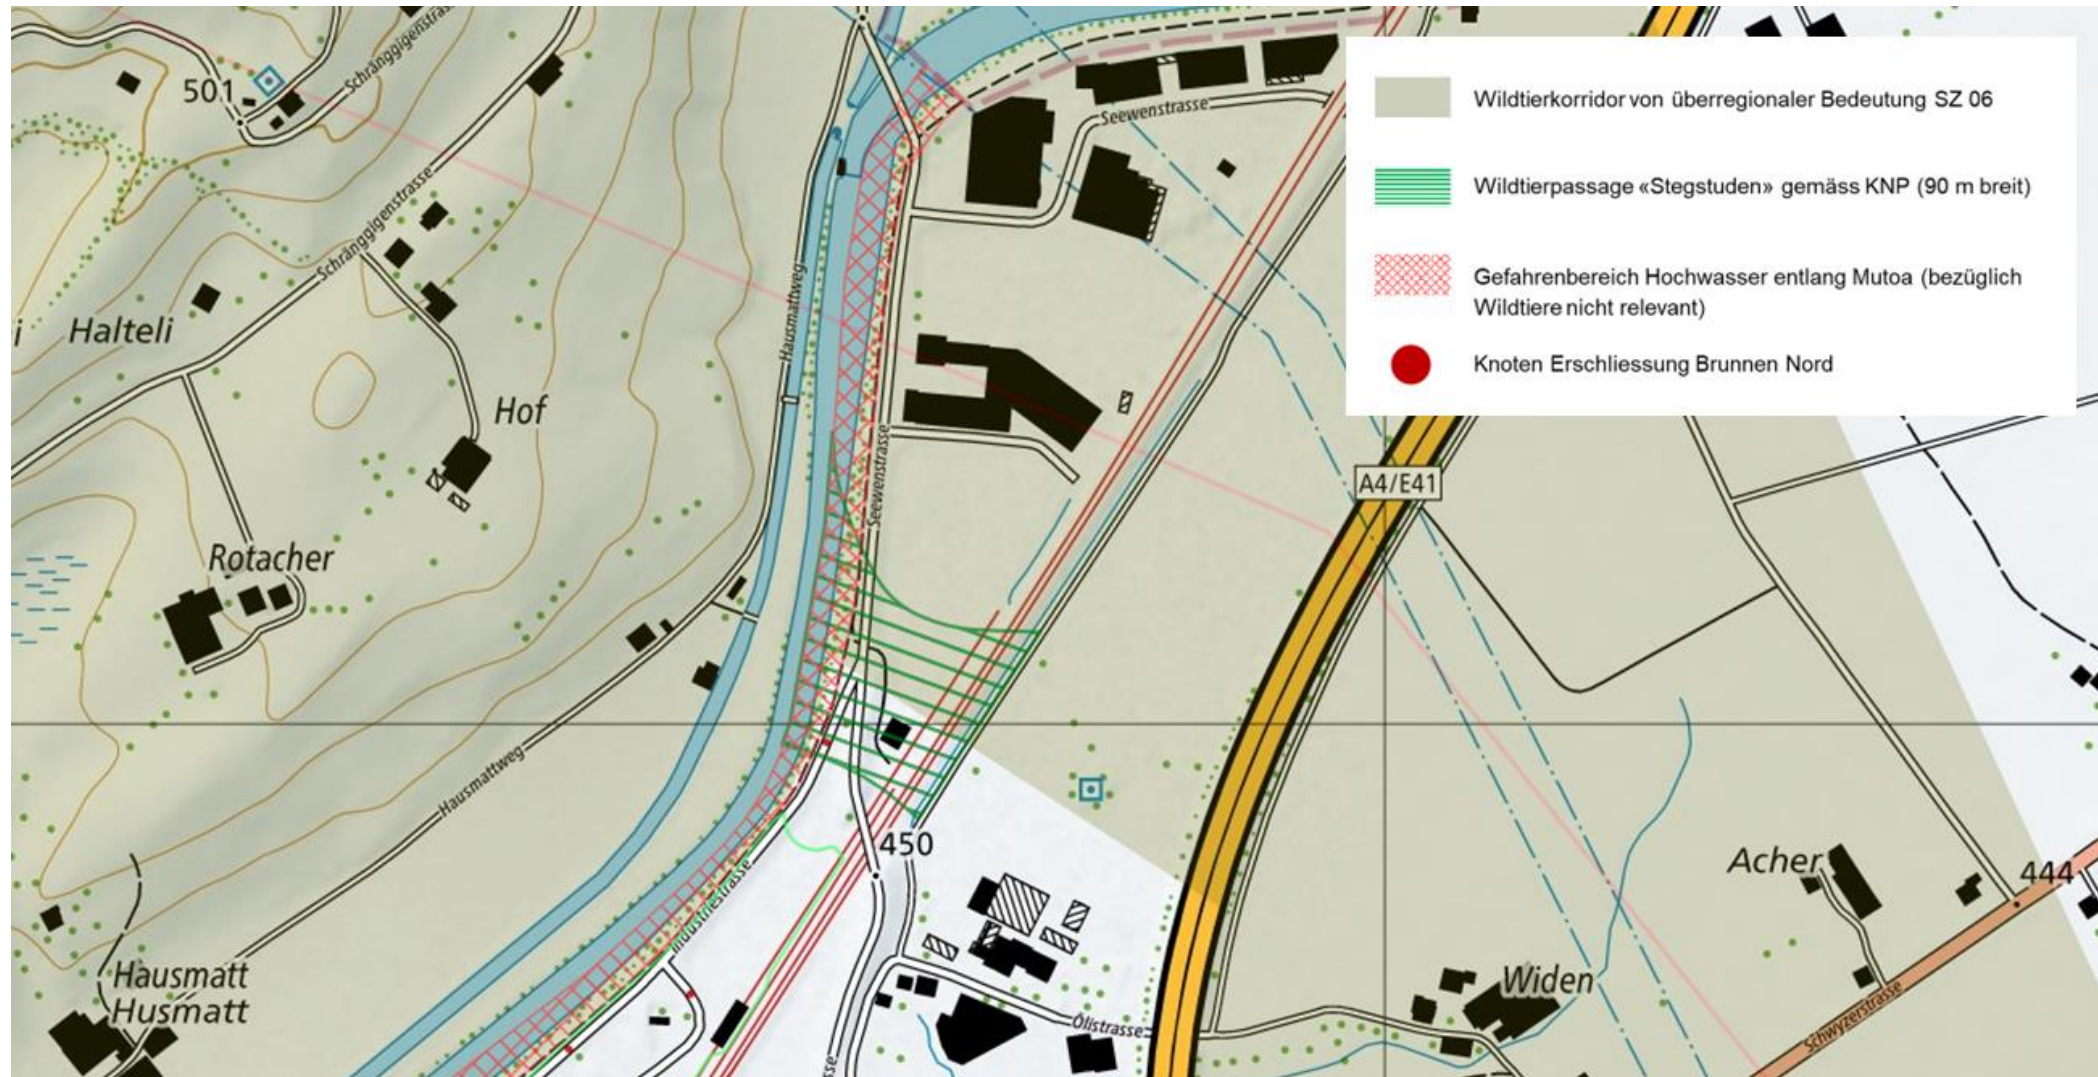 Schränggigenstrasse
501
Seewenstrasse
Wildtierkorridor von überregionaler Bedeutung SZ 06
Wildtierpassage «Stegstuden» gemäss KNP (90 m breit)
Gefahrenbereich Hochwasser entlang Mutoa (bezüglich
Wildtiere nicht relevant)
Knoten Erschliessung Brunnen Nord
Schränggigenstrasse
Hausmattweg
i
Halteli
Hof
Seewenstrasse
A4/E41
Rotacher
Hausmattweg
450
Industriestrasse
Acher
444
Hausmatt
Husmatt
Widen
Ölistrasse
Schwyzerstrasse
sse